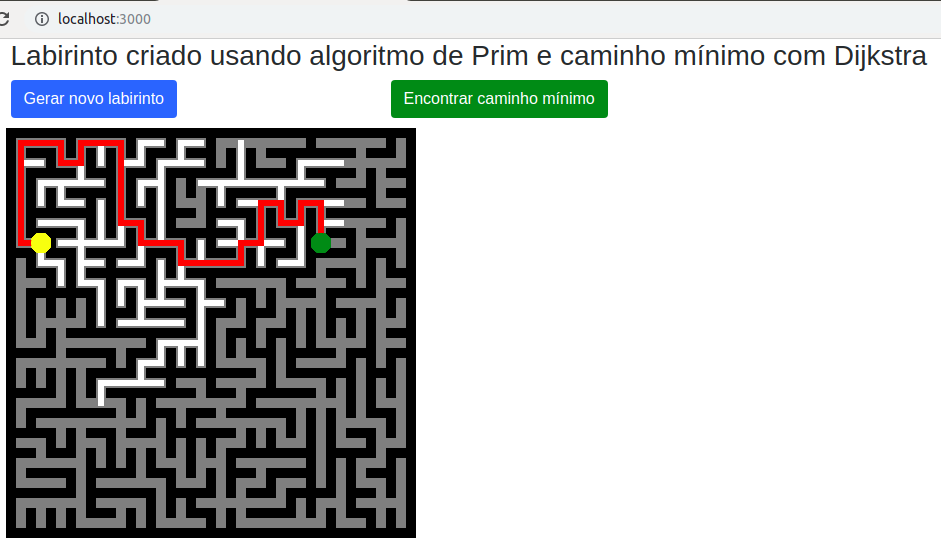 localhost:3000
Labirinto criado usando algoritmo de Prim e caminho mínimo com Dijkstra
Gerar novo labirinto
Encontrar caminho mínimo